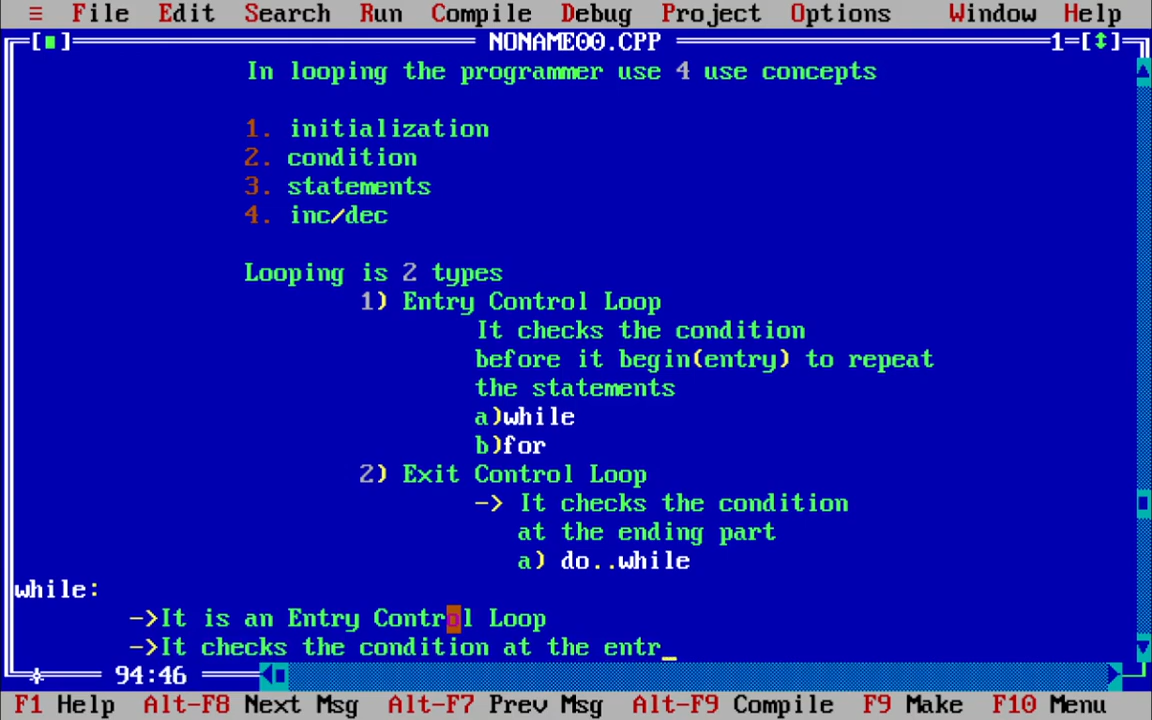 ≡ File Edit Search Run Compile Debug Project Options Window Help
[■] NONAME00.CPP 1=[↕]
In looping the programmer use 4 use concepts
1. initialization
2. condition
3. statements
4. inc/dec
Looping is 2 types
1) Entry Control Loop
It checks the condition
before it begin(entry) to repeat
the statements
a)while
b)for
2) Exit Control Loop
-> It checks the condition
at the ending part
a) do..while
while:
->It is an Entry Control Loop
->It checks the condition at the entr_
94:46
F1 Help Alt-F8 Next Msg Alt-F7 Prev Msg Alt-F9 Compile F9 Make F10 Menu